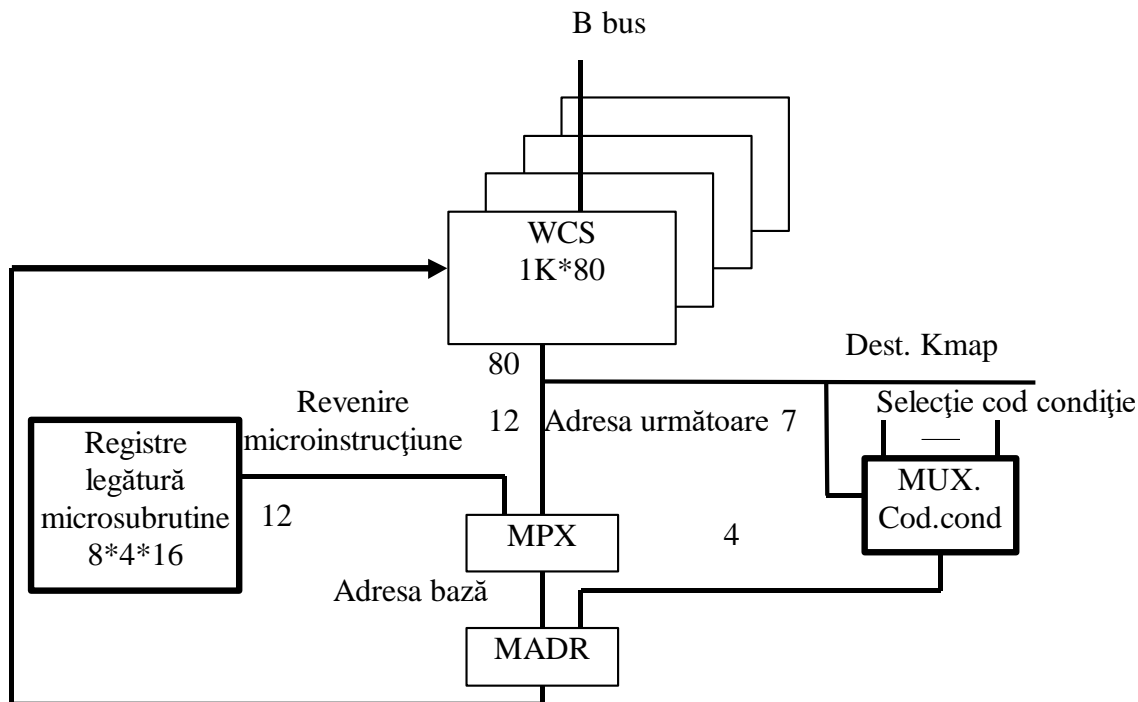 B bus
WCS
1K*80
80
Dest. Kmap
Revenire
microinstrucţiune
12
Adresa următoare
7
Selecţie cod condiţie
Registre
legătură
microsubrutine
8*4*16
12
MUX.
Cod.cond
MPX
4
Adresa bază
MADR